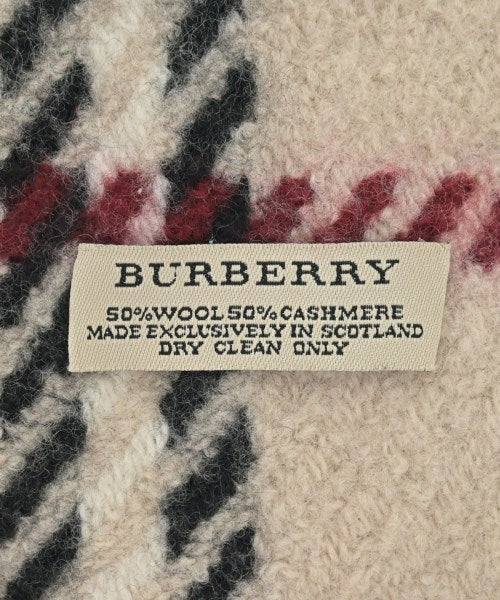 BURBERRY
50%WOOL 50% CASHMERE
MADE EXCLUSIVELY IN SCOTLAND
DRY CLEAN ONLY